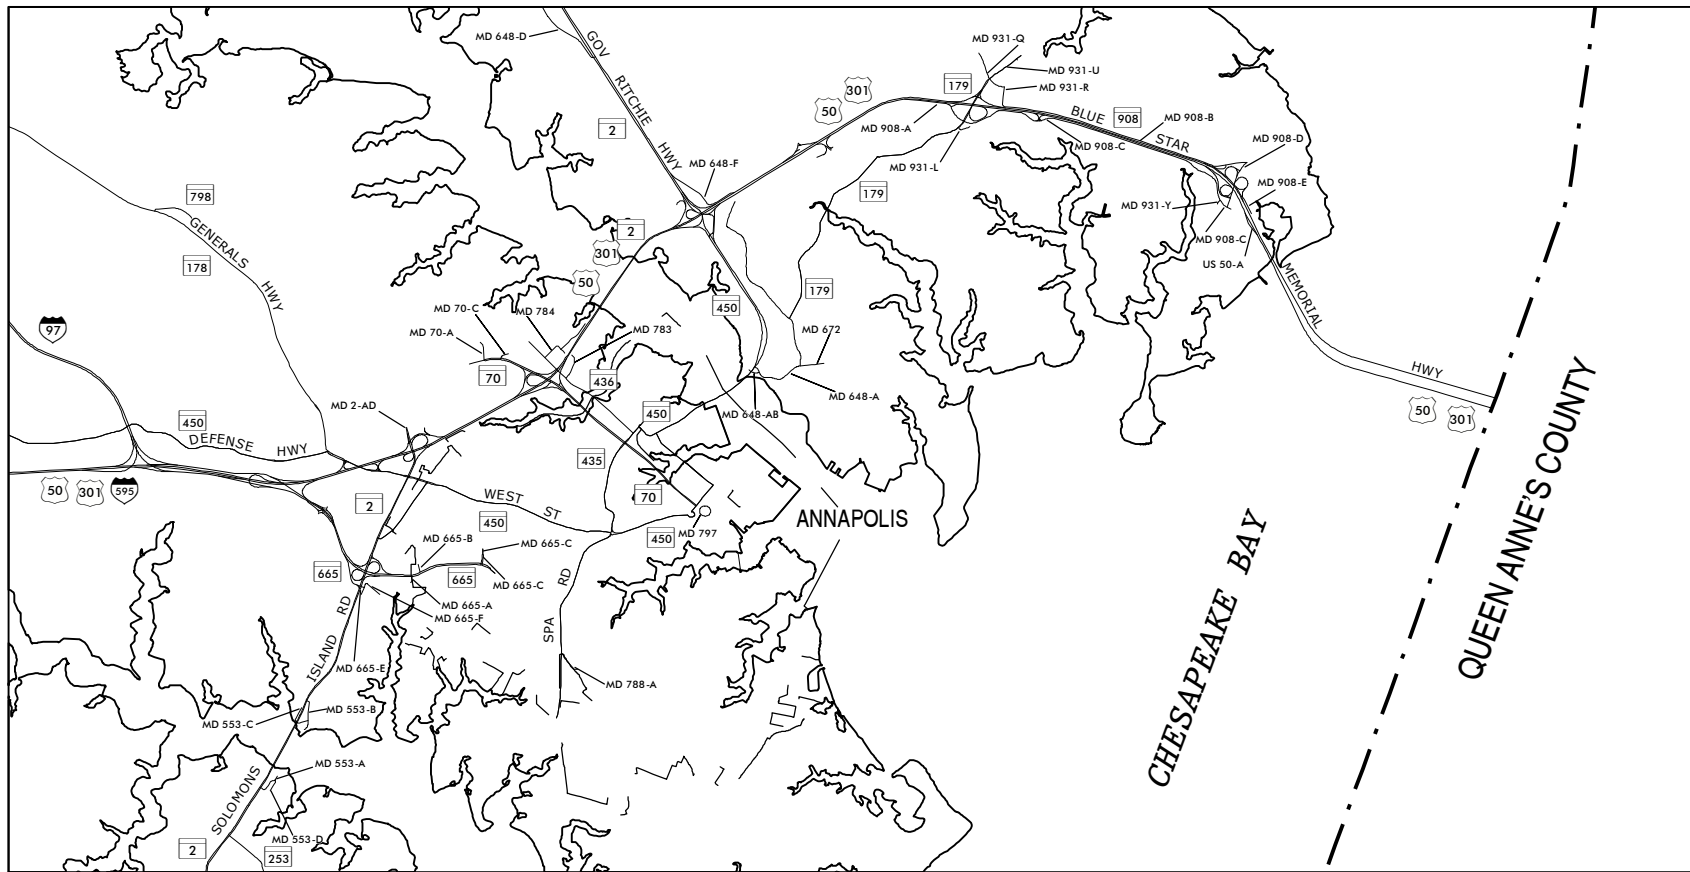 MD 648-D
GOV RITCHIE HWY
2
MD 931-Q
MD 931-U
179
MD 931-R
301
50
MD 908-A
BLUE STAR
908
MD 908-B
MD 908-C
MD 908-D
MD 931-L
MD 648-F
MD 908-E
179
MD 931-Y
798
GENERALS HWY
178
2
301
50
MD 908-C
US 50-A
MEMORIAL HWY
179
450
MD 70-C
MD 784
MD 70-A
MD 783
MD 672
97
70
436
MD 648-A
MD 2-AD
450
MD 648-AB
450
DEFENSE HWY
50
301
QUEEN ANNE'S COUNTY
435
50
301
595
2
WEST ST
70
450
ANNAPOLIS
450
MD 797
MD 665-B
MD 665-C
665
665
MD 665-C
RD
SPA
MD 665-A
MD 665-F
CHESAPEAKE BAY
RD
ISLAND
MD 665-E
MD 788-A
MD 553-C
MD 553-B
MD 553-A
SOLOMONS
MD 553-D
2
253